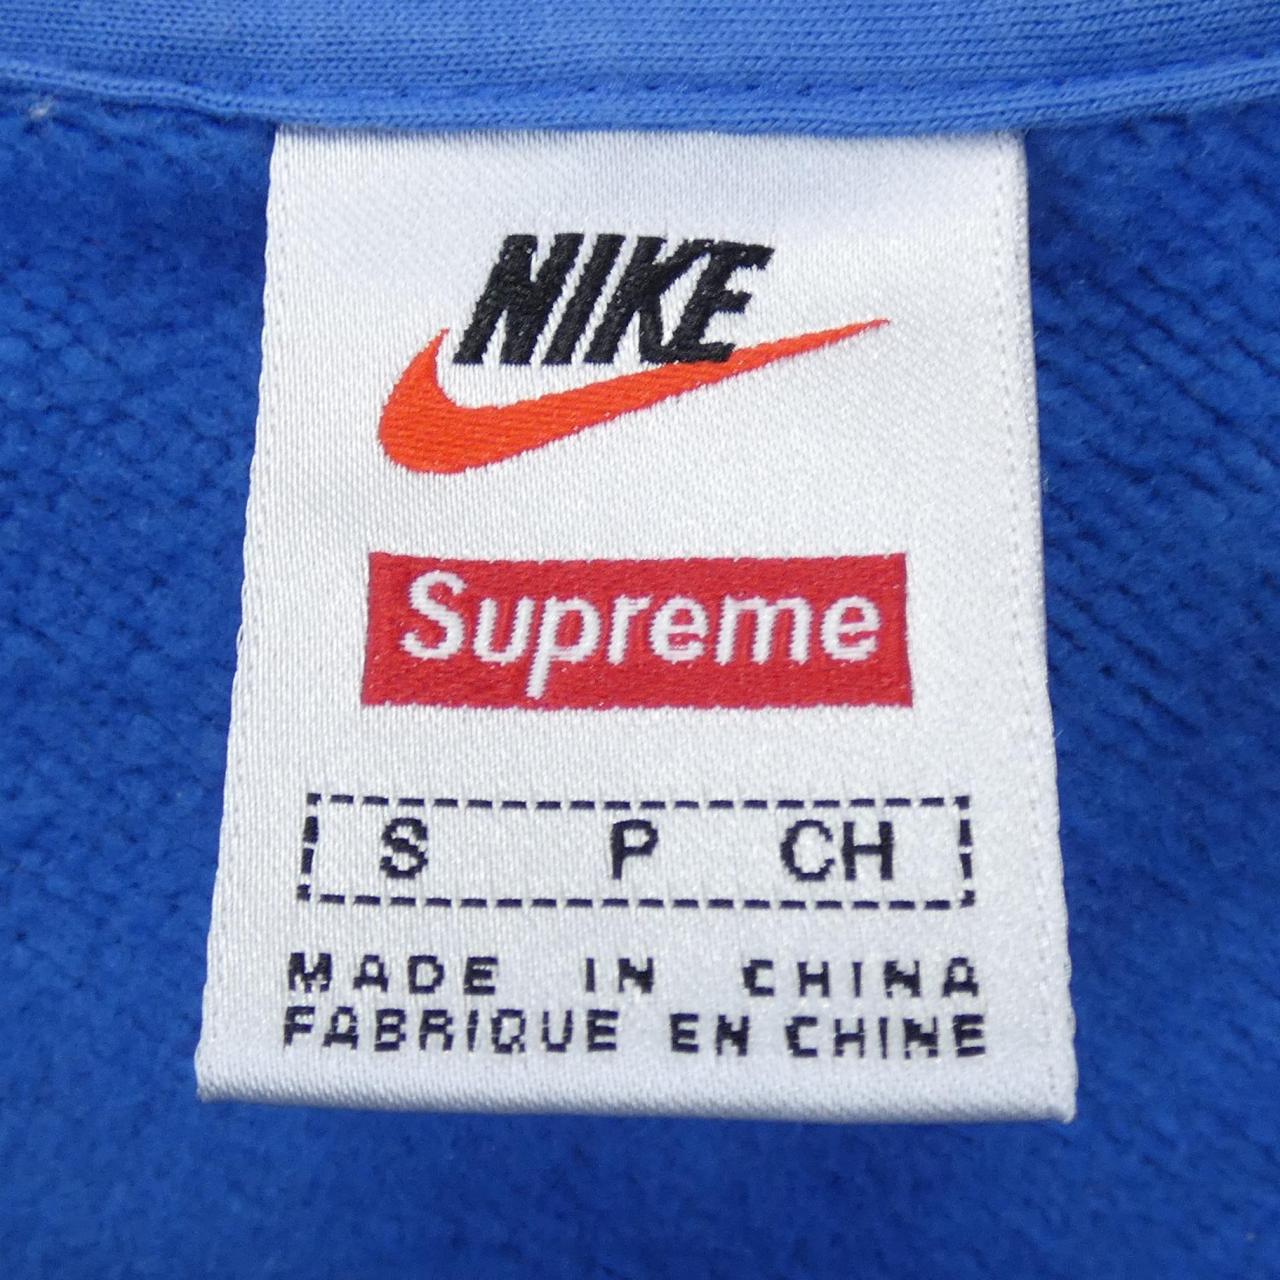 NIKE
Supreme
S P CH
MADE IN CHINA
FABRIQUE EN CHINE